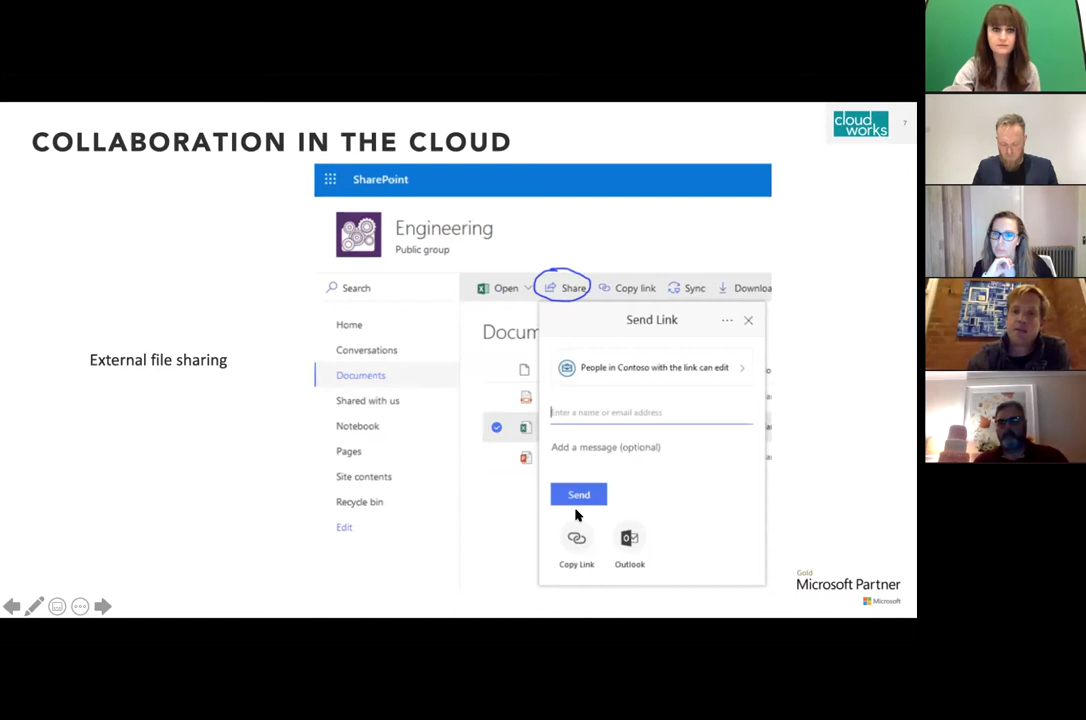 COLLABORATION IN THE CLOUD
cloud
works
?
SharePoint
Engineering
Public group
Search
Open
Share
Copy link
Sync
Downloa
Home
Conversations
Documents
Shared with us
Notebook
Pages
Site contents
Recycle bin
Edit
Docum
Send Link
People in Contoso with the link can edit
Enter a name or email address
Add a message (optional)
Send
Copy Link
Outlook
External file sharing
Gold
Microsoft Partner
Microsoft